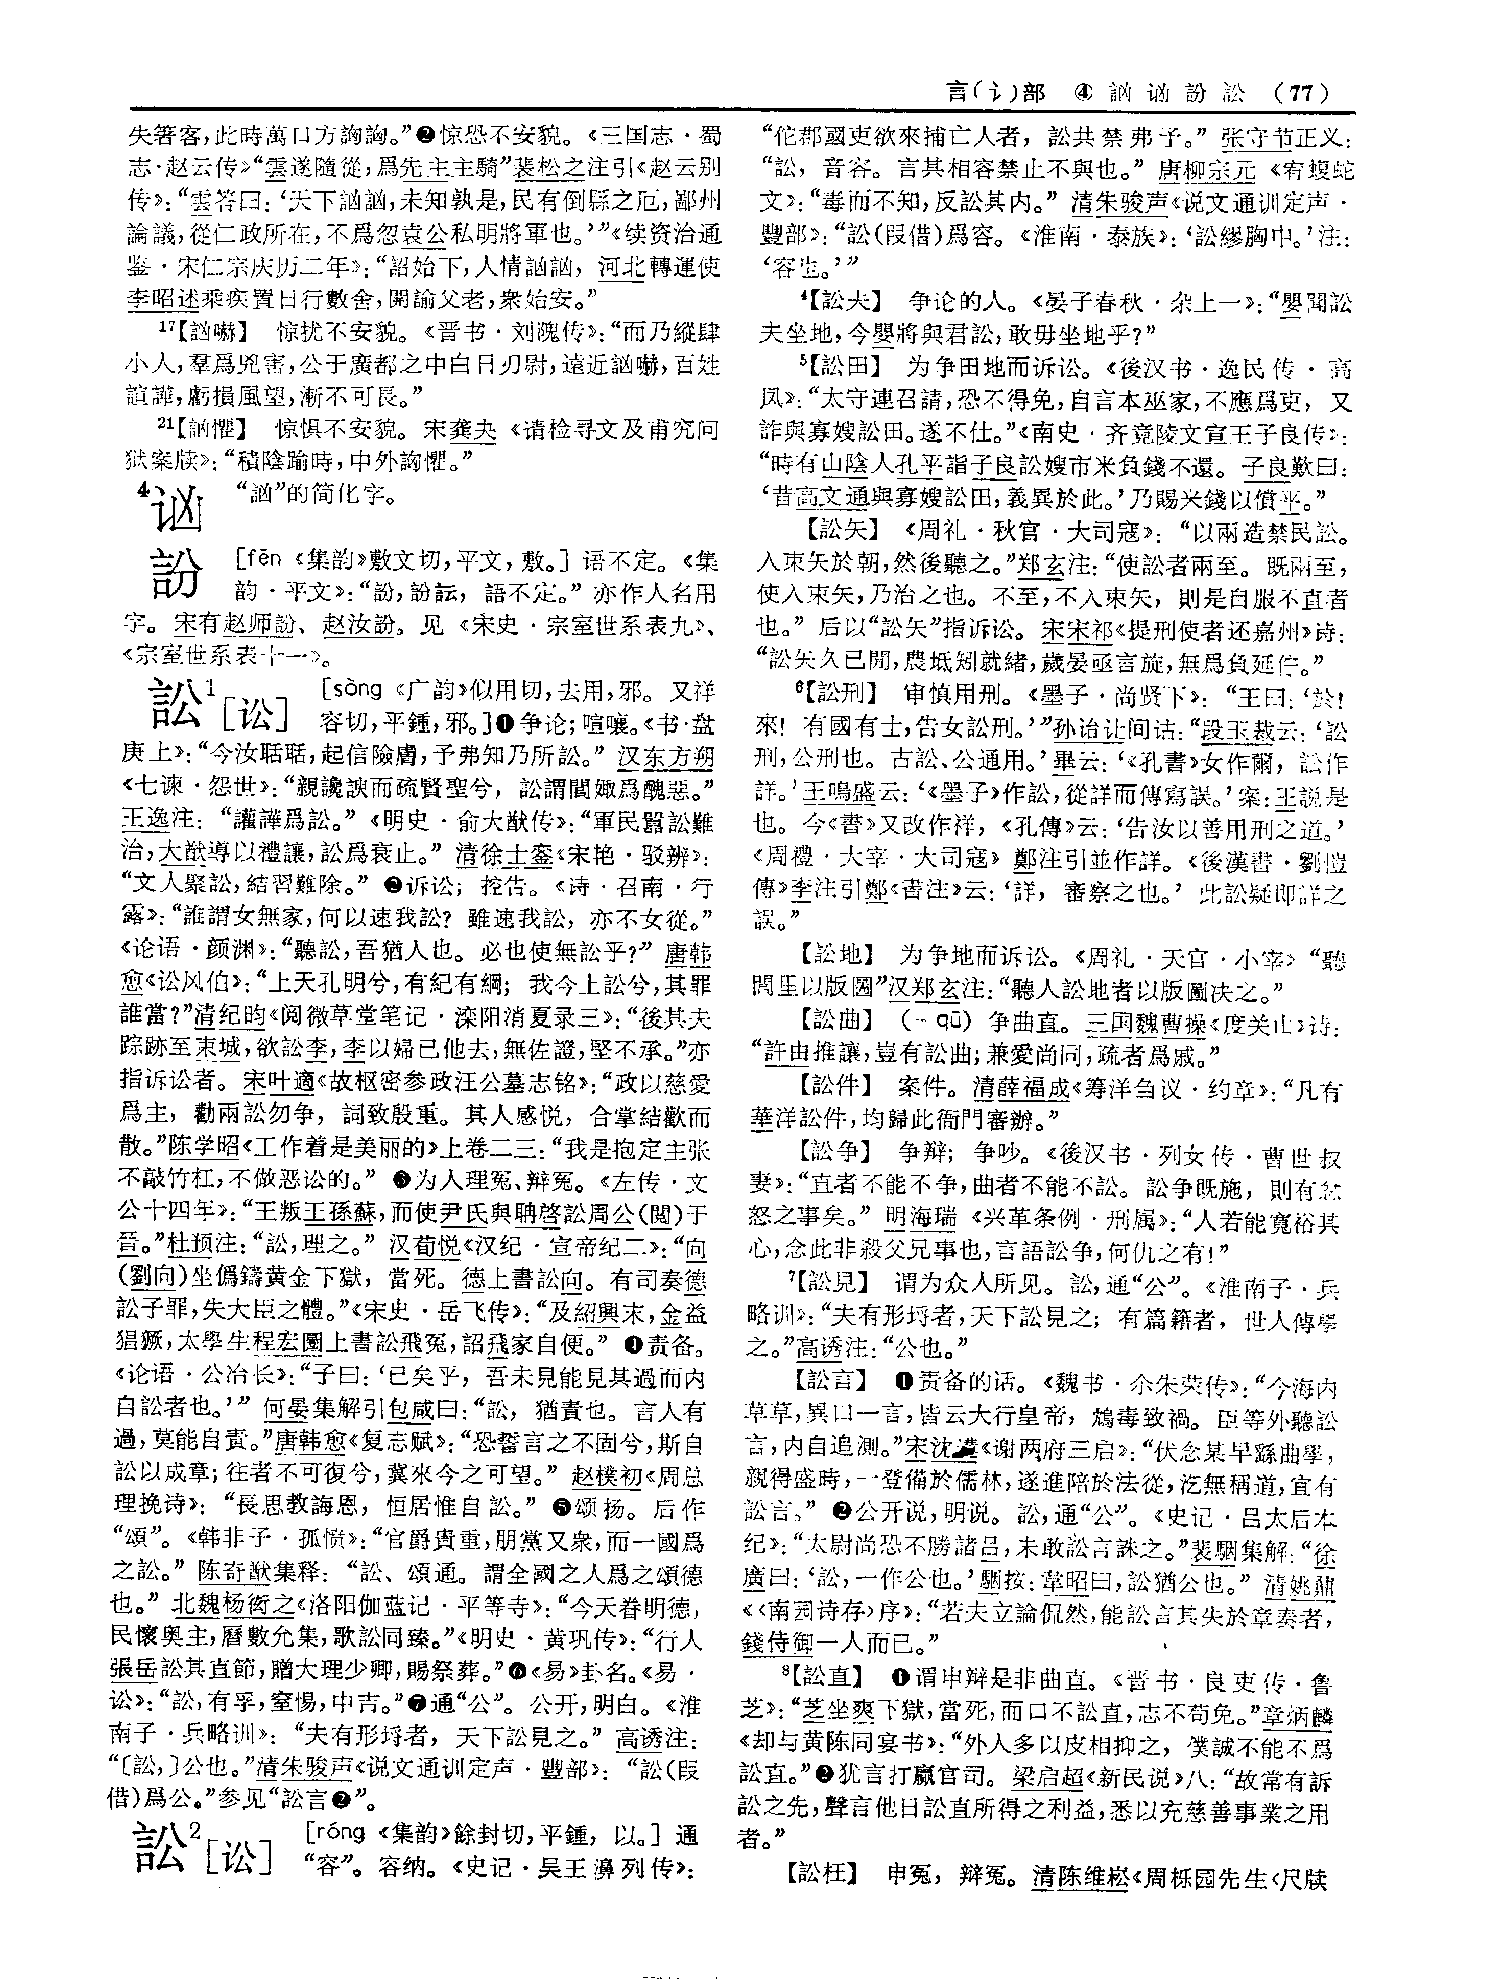 言(讠)部 ④ 訩 讻 訜 訟 (77)
失箸客，此時萬口方詾詾。”❷惊恐不安貌。《三国志·蜀
志·赵云传》“雲遂隨從，爲先主主騎”裴松之注引《赵云别
传》：“雲答曰：‘天下訩訩，未知孰是，民有倒縣之厄，鄙州
論議，從仁政所在，不爲忽袁公私明將軍也。’”《续资治通
鉴·宋仁宗庆历二年》：“詔始下，人情訩訩，河北轉運使
李昭述乘疾置日行數舍，開諭父老，衆始安。”
17【訩嚇】 惊扰不安貌。《晋书·刘隗传》：“而乃縱肆
小人，羣爲兇害，公于廣都之中白日刃尉，遠近訩嚇，百姓
諠譁，虧損風望，漸不可長。”
21【訩懼】 惊惧不安貌。宋龚夬《请检寻文及甫究问
狱案牍》：“積陰踰時，中外詾懼。”
4讻 “訩”的简化字。
訜 [fēn《集韵》敷文切，平文，敷。] 语不定。《集
韵·平文》：“訜，訜䚰，語不定。”亦作人名用
字。宋有赵师訜、赵汝訜。见《宋史·宗室世系表九》、
《宗室世系表十一》。
訟1[讼] [sòng《广韵》似用切，去用，邪。又祥
容切，平鍾，邪。]❶争论；喧嚷。《书·盘
庚上》：“今汝聒聒，起信險膚，予弗知乃所訟。”汉东方朔
《七谏·怨世》：“親讒諛而疏賢聖兮，訟謂閭娵爲醜惡。”
王逸注：“讙譁爲訟。”《明史·俞大猷传》：“軍民嚚訟難
治，大猷導以禮讓，訟爲衰止。”清徐士銮《宋艳·驳辨》：
“文人聚訟，結習難除。”❷诉讼；控告。《诗·召南·行
露》：“誰謂女無家，何以速我訟？雖速我訟，亦不女從。”
《论语·颜渊》：“聽訟，吾猶人也。必也使無訟乎？”唐韩
愈《讼风伯》：“上天孔明兮，有紀有綱；我今上訟兮，其罪
誰當？”清纪昀《阅微草堂笔记·滦阳消夏录三》：“後其夫
踪跡至東城，欲訟李，李以婦已他去，無佐證，堅不承。”亦
指诉讼者。宋叶適《故枢密参政汪公墓志铭》：“政以慈愛
爲主，勸兩訟勿争，詞致殷重。其人感悦，合掌結歡而
散。”陈学昭《工作着是美丽的》上卷二三：“我是抱定主张
不敲竹杠，不做恶讼的。”❸为人理冤、辩冤。《左传·文
公十四年》：“王叛王孫蘇，而使尹氏與聃啓訟周公(閲)于
晉。”杜预注：“訟，理之。”汉荀悦《汉纪·宣帝纪二》：“向
(劉向)坐僞鑄黄金下獄，當死。德上書訟向。有司奏德
訟子罪，失大臣之體。”《宋史·岳飞传》：“及紹興末，金益
猖獗，太學生程宏圖上書訟飛冤，詔飛家自便。”❹责备。
《论语·公冶长》：“子曰：‘已矣乎，吾未見能見其過而内
自訟者也。’”何晏集解引包咸曰：“訟，猶責也。言人有
過，莫能自責。”唐韩愈《复志赋》：“恐誓言之不固兮，斯自
訟以成章；往者不可復兮，冀來今之可望。”赵樸初《周总
理挽诗》：“長思教誨恩，恒居惟自訟。”❺颂扬。后作
“頌”。《韩非子·孤愤》：“官爵貴重，朋黨又衆，而一國爲
之訟。”陈奇猷集释：“訟、頌通。謂全國之人爲之頌德
也。”北魏杨衒之《洛阳伽蓝记·平等寺》：“今天眷明德，
民懷奥主，曆數允集，歌訟同臻。”《明史·黄巩传》：“行人
張岳訟其直節，贈大理少卿，賜祭葬。”❻《易》卦名。《易·
讼》：“訟，有孚，窒惕，中吉。”❼通“公”。公开，明白。《淮
南子·兵略训》：“夫有形埒者，天下訟見之。”高诱注：
“〔訟，〕公也。”清朱骏声《说文通训定声·豐部》：“訟(叚
借)爲公。”参见“訟言❷”。
訟2[讼] [róng《集韵》餘封切，平鍾，以。] 通
“容”。容纳。《史记·吴王濞列传》：
“佗郡國吏欲來捕亡人者，訟共禁弗予。”张守节正义：
“訟，音容。言其相容禁止不與也。”唐柳宗元《宥蝮蛇
文》：“毒而不知，反訟其内。”清朱骏声《说文通训定声·
豐部》：“訟(叚借)爲容。《淮南·泰族》：‘訟繆胸中。’注：
‘容也。’”
4【訟夫】 争论的人。《晏子春秋·杂上一》：“嬰聞訟
夫坐地，今嬰將與君訟，敢毋坐地乎？”
5【訟田】 为争田地而诉讼。《後汉书·逸民传·高
凤》：“太守連召請，恐不得免，自言本巫家，不應爲吏，又
詐與寡嫂訟田。遂不仕。”《南史·齐竟陵文宣王子良传》：
“時有山陰人孔平詣子良訟嫂市米負錢不還。子良歎曰：
‘昔高文通與寡嫂訟田，義異於此。’乃賜米錢以償平。”
【訟矢】 《周礼·秋官·大司寇》：“以兩造禁民訟。
入束矢於朝，然後聽之。”郑玄注：“使訟者兩至。既兩至，
使入束矢，乃治之也。不至，不入束矢，則是自服不直者
也。”后以“訟矢”指诉讼。宋宋祁《提刑使者还嘉州》诗：
“訟矢久已閒，農坻矧就緒，歲晏亟言旋，無爲負延佇。”
6【訟刑】 审慎用刑。《墨子·尚贤下》：“王曰：‘於！
來！有國有士，告女訟刑。’”孙诒让间诂：“段玉裁云：‘訟
刑，公刑也。古訟、公通用。’畢云：‘《孔書》女作爾，訟作
詳。’王鳴盛云：‘《墨子》作訟，從詳而傳寫誤。’案：王説是
也。今《書》又改作祥，《孔傳》云：‘告汝以善用刑之道。’
《周禮·大宰·大司寇》鄭注引並作詳。《後漢書·劉愷
傳》李注引鄭《書注》云：‘詳，審察之也。’此訟疑即詳之
誤。”
【訟地】 为争地而诉讼。《周礼·天官·小宰》“聽
閭里以版圖”汉郑玄注：“聽人訟地者以版圖决之。”
【訟曲】 (－qū) 争曲直。三国魏曹操《度关山》诗：
“許由推讓，豈有訟曲；兼愛尚同，疏者爲戚。”
【訟件】 案件。清薛福成《筹洋刍议·约章》：“凡有
華洋訟件，均歸此衙門審辦。”
【訟争】 争辩；争吵。《後汉书·列女传·曹世叔
妻》：“直者不能不争，曲者不能不訟。訟争既施，則有忿
怒之事矣。”明海瑞《兴革条例·刑属》：“人若能寬裕其
心，念此非殺父兄事也，言語訟争，何仇之有！”
7【訟見】 谓为众人所见。訟，通“公”。《淮南子·兵
略训》：“夫有形埒者，天下訟見之；有篇籍者，世人傳學
之。”高诱注：“公也。”
【訟言】 ❶责备的话。《魏书·尒朱荣传》：“今海内
草草，異口一言，皆云大行皇帝，鴆毒致禍。臣等外聽訟
言，内自追測。”宋沈遘《谢两府三启》：“伏念某早繇曲學，
親得盛時，一登備於儒林，遂進陪於法從，汔無稱道，宜有
訟言。”❷公开说，明说。訟，通“公”。《史记·吕太后本
纪》：“太尉尚恐不勝諸吕，未敢訟言誅之。”裴駰集解：“徐
廣曰：‘訟，一作公也。’駰按：韋昭曰，訟猶公也。”清姚鼐
《〈南园诗存〉序》：“若夫立論侃然，能訟言其失於章奏者，
錢侍御一人而已。”
8【訟直】 ❶谓申辩是非曲直。《晋书·良吏传·鲁
芝》：“芝坐爽下獄，當死，而口不訟直，志不苟免。”章炳麟
《却与黄陈同宴书》：“外人多以皮相抑之，僕誠不能不爲
訟直。”❷犹言打赢官司。梁启超《新民说》八：“故常有訴
訟之先，聲言他日訟直所得之利益，悉以充慈善事業之用
者。”
【訟枉】 申冤，辩冤。清陈维崧《周栎园先生〈尺牍